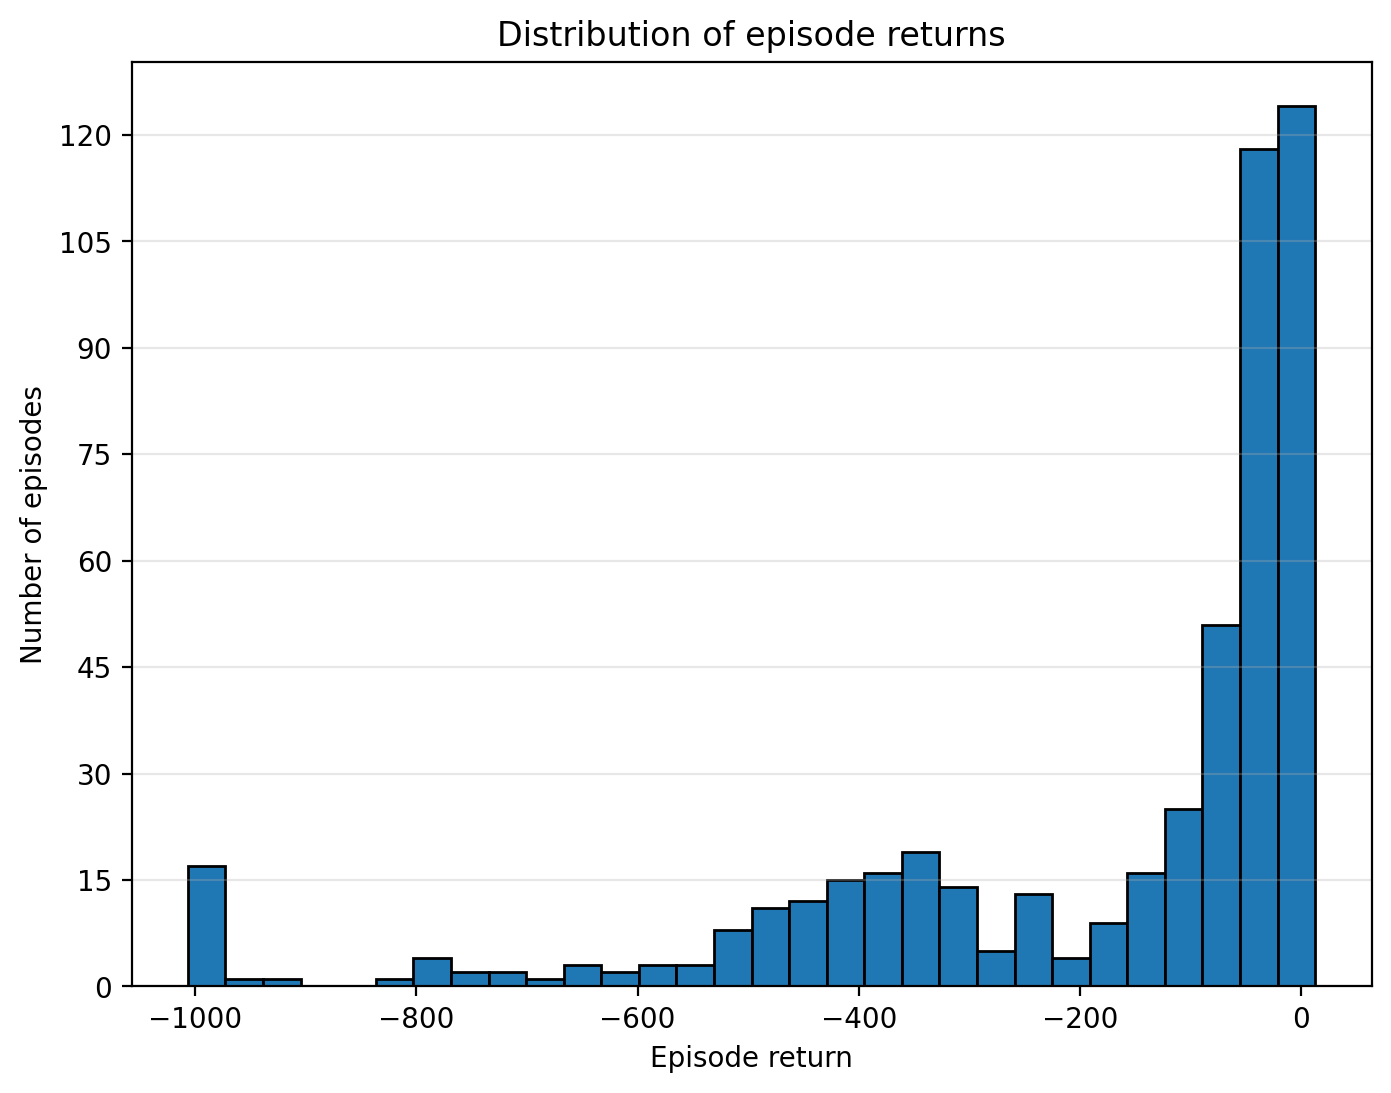 Distribution of episode returns
120
105
90
75
60
45
30
15
0
Number of episodes
−1000 −800 −600 −400 −200 0
Episode return